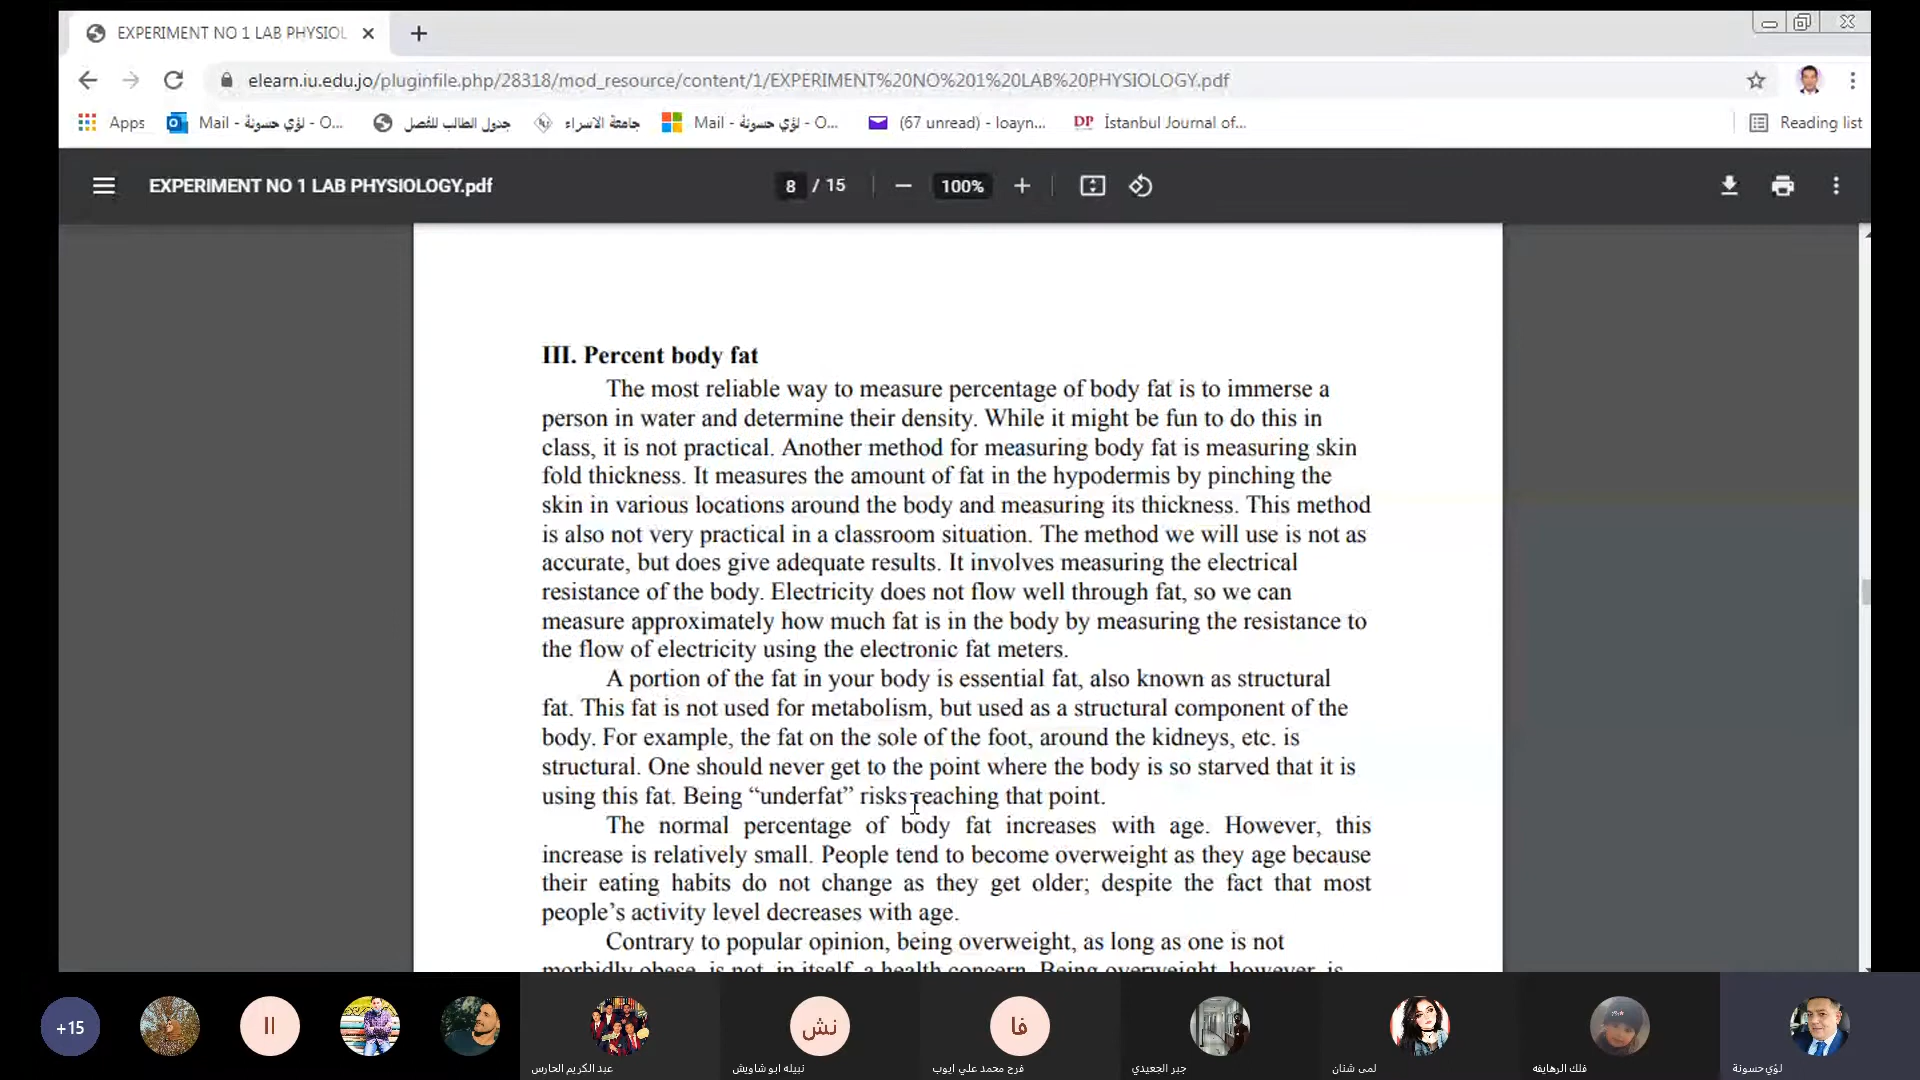 EXPERIMENT NO 1 LAB PHYSIOL
elearn.iu.edu.jo/pluginfile.php/28318/mod_resource/content/1/EXPERIMENT%20NO%201%20LAB%20PHYSIOLOGY.pdf
Apps
Mail - لؤي حسونة - O...
جدول الطالب للفصل
جامعة الاسراء
Mail - لؤي حسونة - O...
(67 unread) - loayn...
DP İstanbul Journal of...
Reading list
EXPERIMENT NO 1 LAB PHYSIOLOGY.pdf
8 / 15
100%
III. Percent body fat
The most reliable way to measure percentage of body fat is to immerse a
person in water and determine their density. While it might be fun to do this in
class, it is not practical. Another method for measuring body fat is measuring skin
fold thickness. It measures the amount of fat in the hypodermis by pinching the
skin in various locations around the body and measuring its thickness. This method
is also not very practical in a classroom situation. The method we will use is not as
accurate, but does give adequate results. It involves measuring the electrical
resistance of the body. Electricity does not flow well through fat, so we can
measure approximately how much fat is in the body by measuring the resistance to
the flow of electricity using the electronic fat meters.
A portion of the fat in your body is essential fat, also known as structural
fat. This fat is not used for metabolism, but used as a structural component of the
body. For example, the fat on the sole of the foot, around the kidneys, etc. is
structural. One should never get to the point where the body is so starved that it is
using this fat. Being “underfat” risks reaching that point.
The normal percentage of body fat increases with age. However, this
increase is relatively small. People tend to become overweight as they age because
their eating habits do not change as they get older; despite the fact that most
people’s activity level decreases with age.
Contrary to popular opinion, being overweight, as long as one is not
morbidly obese, is not, in itself, a health concern. Being overweight, however, is
+15
اا
نش
فا
عبد الكريم الحارس
نبيله ابو شاويش
فرح محمد علي ايوب
جبر الجعيدي
لمى شنان
فلك الرهايفه
لؤي حسونة